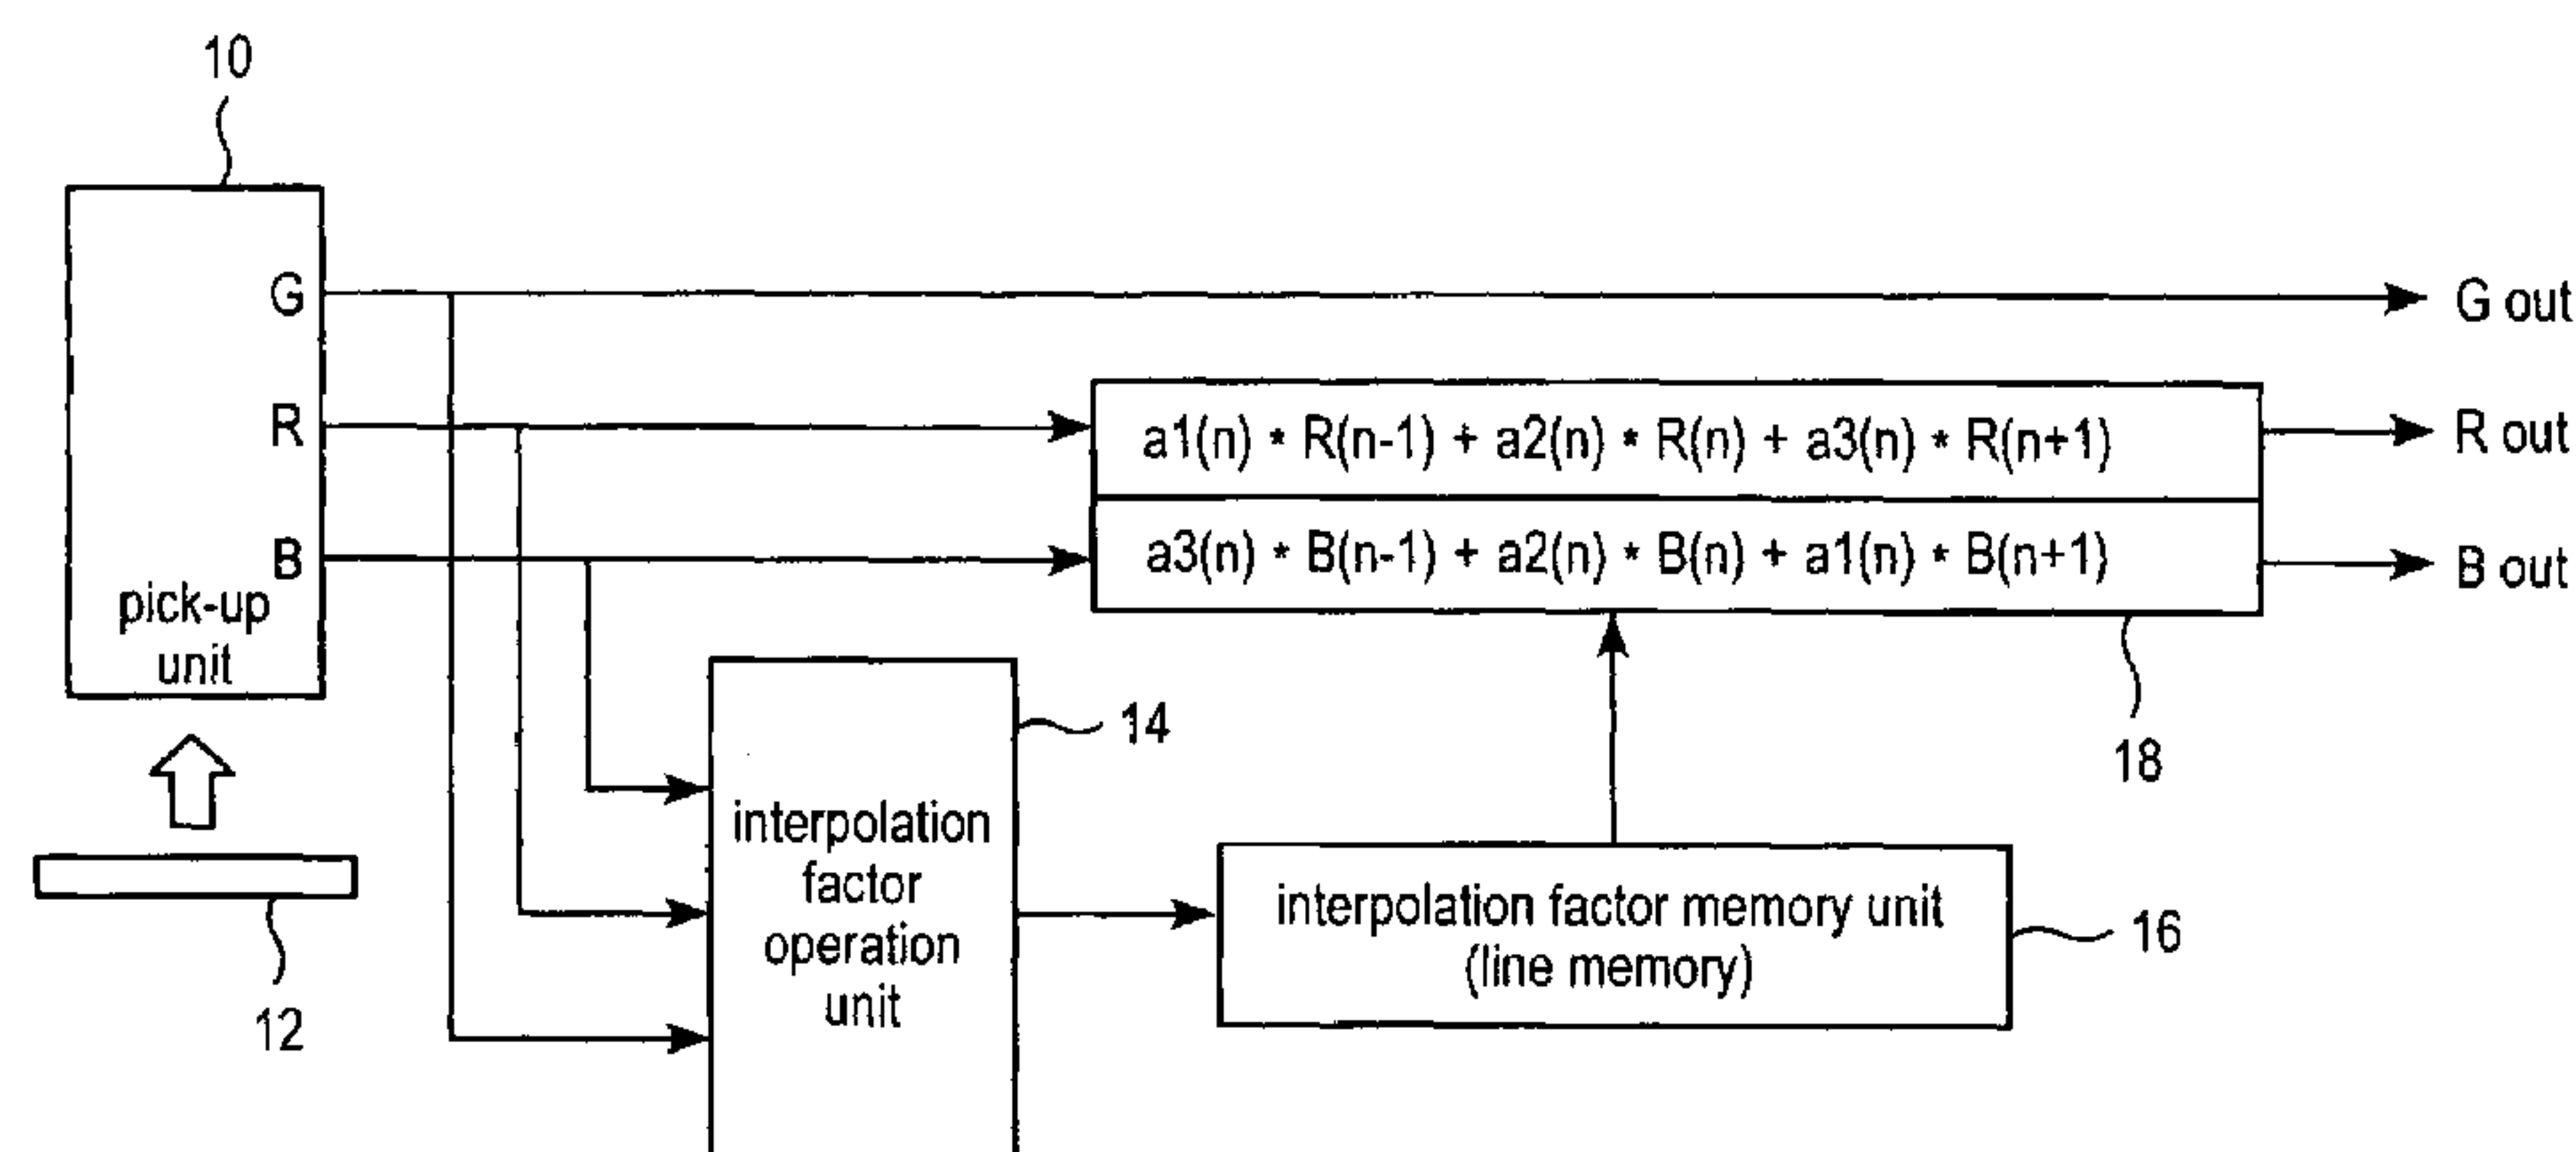 10
G
G out
R
a1(n) * R(n-1) + a2(n) * R(n) + a3(n) * R(n+1)
R out
B
a3(n) * B(n-1) + a2(n) * B(n) + a1(n) * B(n+1)
B out
pick-up
unit
14
18
interpolation
factor
operation
unit
interpolation factor memory unit
(line memory)
16
12